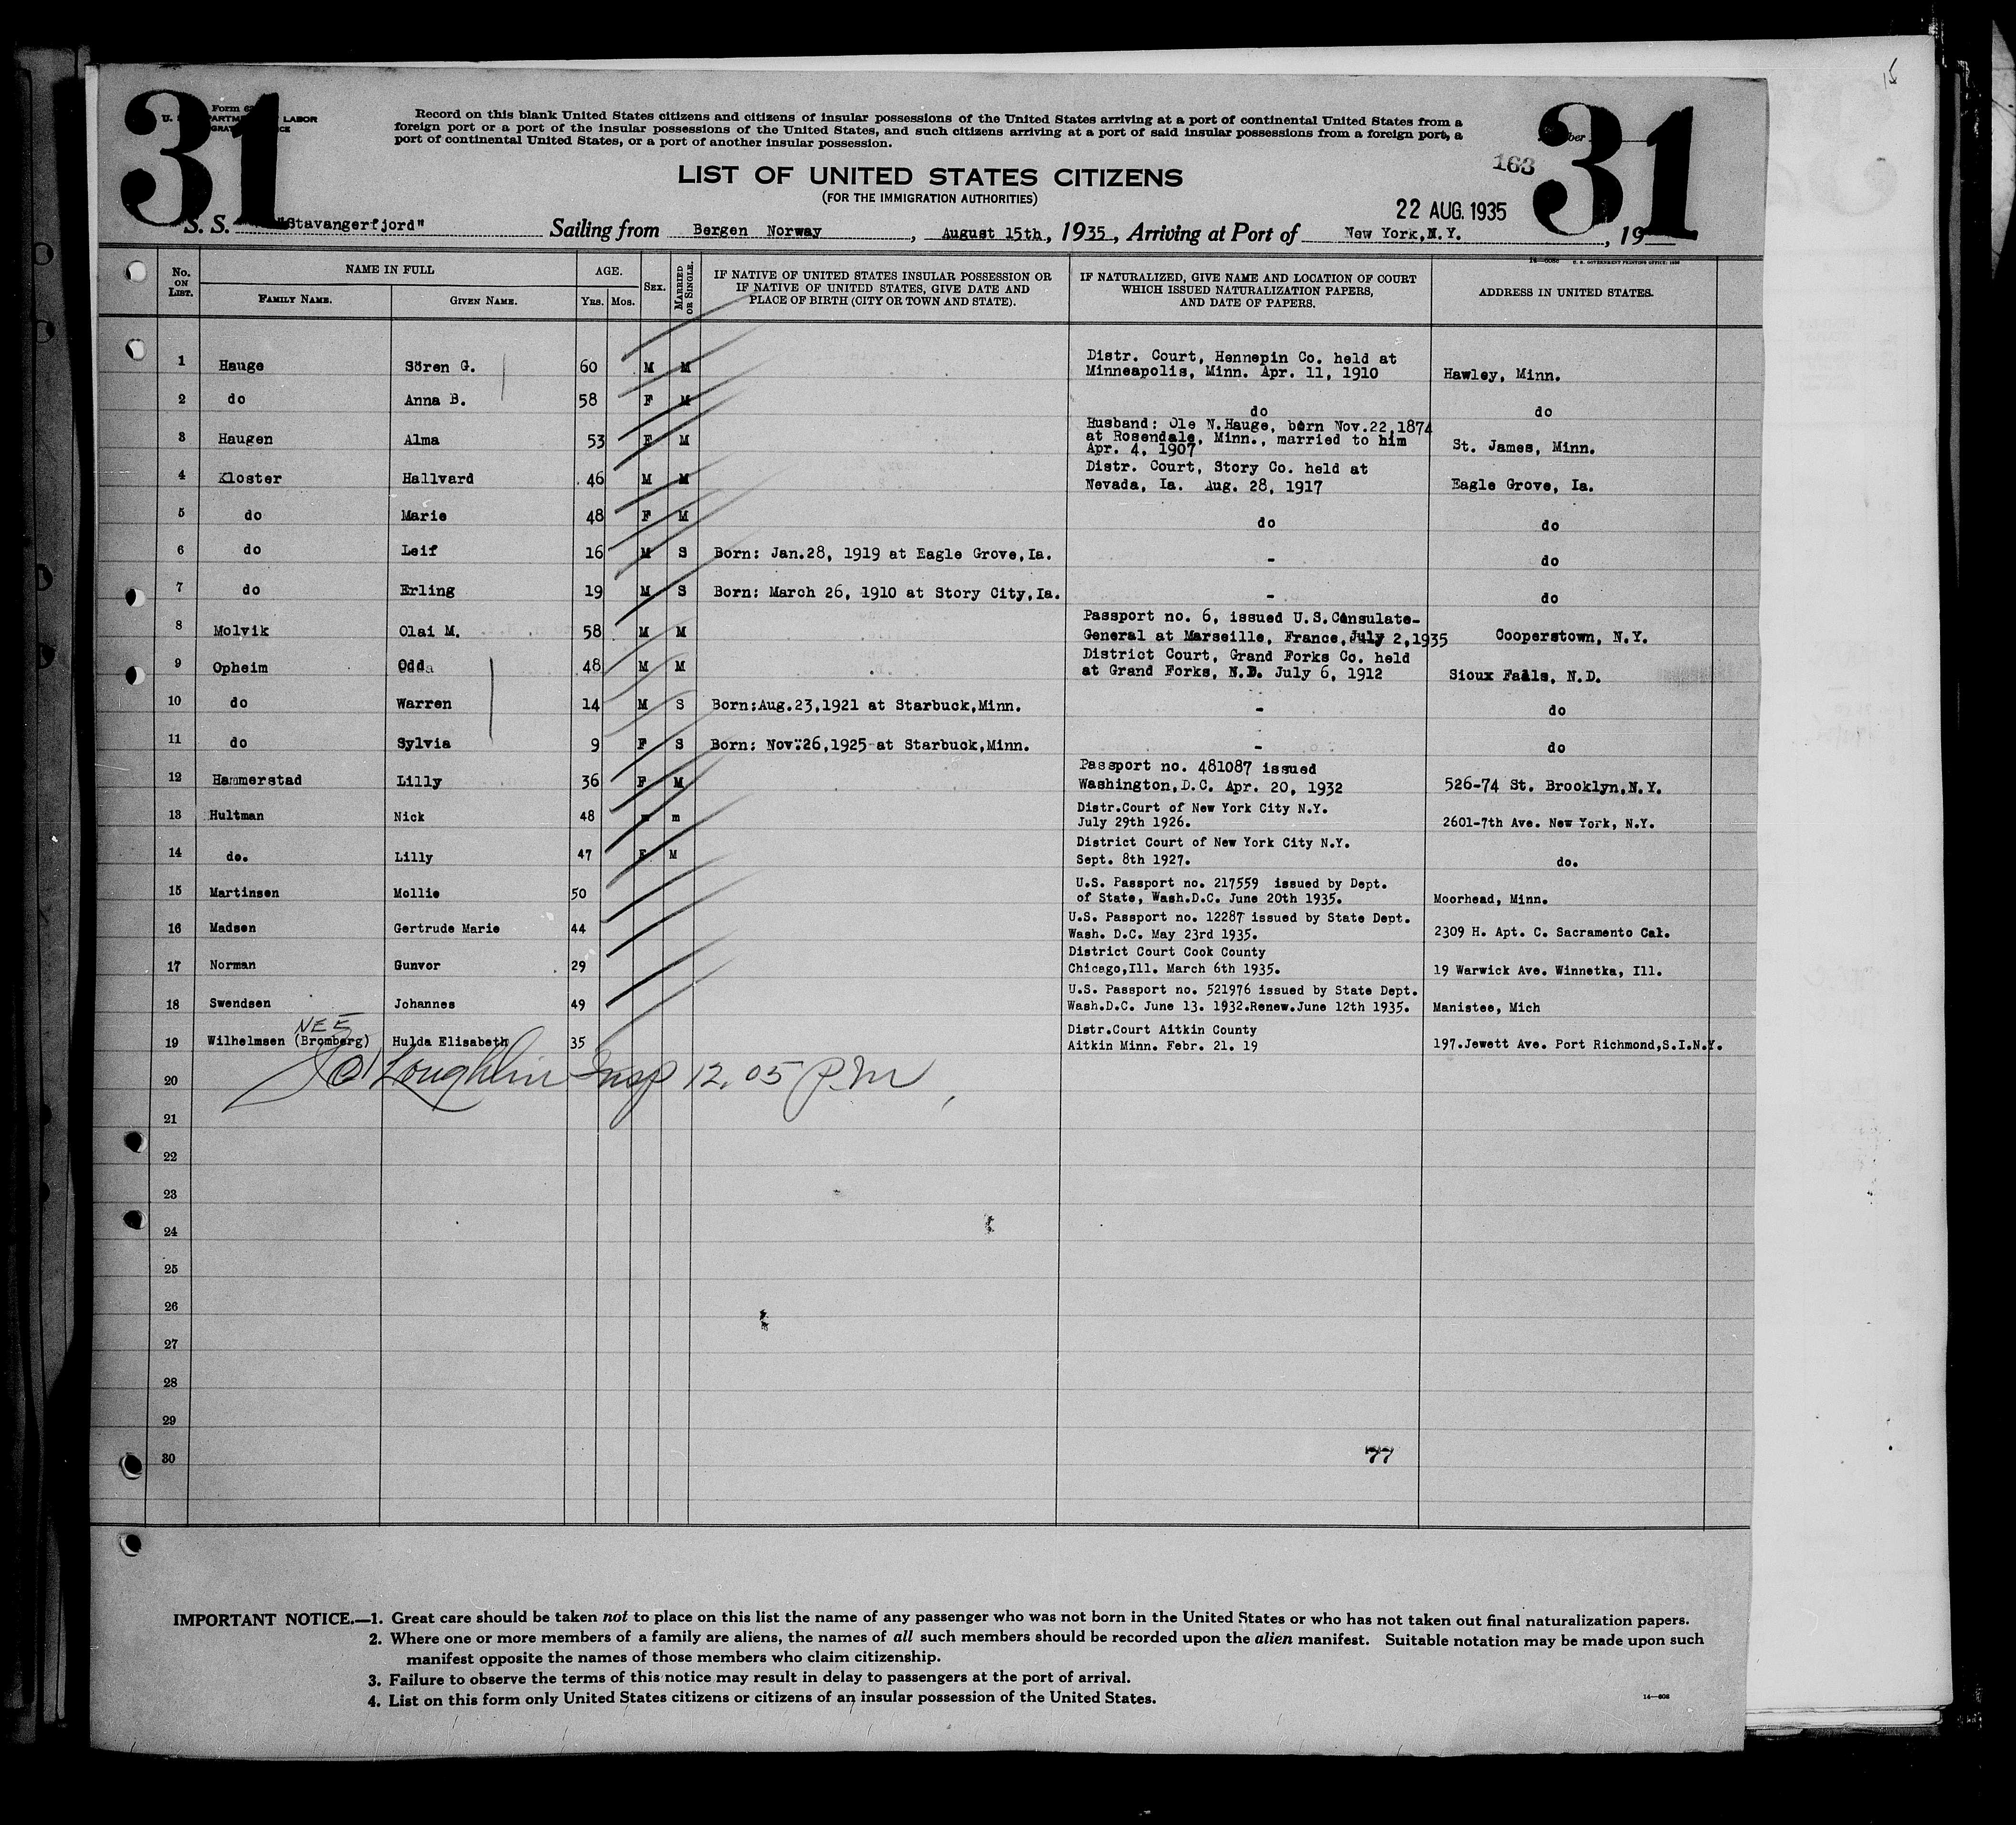 31
31
Form 6
U. PARTM LABOR
GRAT CE
Record on this blank United States citizens and citizens of insular possessions of the United States arriving at a port of continental United States from a
foreign port or a port of the insular possessions of the United States, and such citizens arriving at a port of said insular possessions from a foreign port, a
port of continental United States, or a port of another insular possession.
163
LIST OF UNITED STATES CITIZENS
(FOR THE IMMIGRATION AUTHORITIES)
22 AUG. 1935
S. S. "Stavangerfjord" Sailing from Bergen Norway, August 15th, 1935, Arriving at Port of New York, N.Y., 19
No. ON LIST. NAME IN FULL FAMILY NAME. GIVEN NAME. AGE. YRS. MOS. SEX. MARRIED OR SINGLE. IF NATIVE OF UNITED STATES INSULAR POSSESSION OR IF NATIVE OF UNITED STATES, GIVE DATE AND PLACE OF BIRTH (CITY OR TOWN AND STATE). IF NATURALIZED, GIVE NAME AND LOCATION OF COURT WHICH ISSUED NATURALIZATION PAPERS, AND DATE OF PAPERS. ADDRESS IN UNITED STATES.
1 Hauge Sören G. 60 M M Distr. Court, Hennepin Co. held at
Minneapolis, Minn. Apr. 11, 1910 Hawley, Minn.
2 do Anna B. 58 F M do do
3 Haugen Alma 53 F M Husband: Ole N. Hauge, born Nov. 22, 1874
at Rosendale, Minn., married to him
Apr. 4, 1907 St. James, Minn.
4 Kloster Hallvard 46 M M Distr. Court, Story Co. held at
Nevada, Ia. Aug. 28, 1917 Eagle Grove, Ia.
5 do Marie 48 F M do do
6 do Leif 16 M S Born: Jan.28, 1919 at Eagle Grove, Ia. - do
7 do Erling 19 M S Born: March 26, 1910 at Story City, Ia. - do
8 Molvik Olai M. 58 M M Passport no. 6, issued U.S. Consulate-
General at Marseille, France, July 2, 1935 Cooperstown, N.Y.
9 Opheim Odda 48 M M District Court, Grand Forks Co. held
at Grand Forks, N.D. July 6, 1912 Sioux Falls, N.D.
10 do Warren 14 M S Born: Aug.23,1921 at Starbuck, Minn. - do
11 do Sylvia 9 F S Born: Nov. 26,1925 at Starbuck, Minn. - do
12 Hammerstad Lilly 36 F M Passport no. 481087 issued
Washington, D.C. Apr. 20, 1932 526-74 St. Brooklyn, N.Y.
13 Hultman Nick 48 m m Distr.Court of New York City N.Y.
July 29th 1926. 2601-7th Ave. New York, N.Y.
14 do. Lilly 47 F M District Court of New York City N.Y.
Sept. 8th 1927. do.
15 Martinsen Mollie 50 U.S. Passport no. 217559 issued by Dept.
of State, Wash.D.C. June 20th 1935. Moorhead, Minn.
16 Madsen Gertrude Marie 44 U.S. Passport no. 12287 issued by State Dept.
Wash. D.C. May 23rd 1935. 2309 H. Apt. C. Sacramento Cal.
17 Norman Gunvor 29 District Court Cook County
Chicago, Ill. March 6th 1935. 19 Warwick Ave. Winnetka, Ill.
18 Swendsen Johannes 49 U.S. Passport no. 521976 issued by State Dept.
Wash.D.C. June 13. 1932. Renew. June 12th 1935. Manistee, Mich
NEE
19 Wilhelmsen (Bromberg) Hulda Elisabeth 35 Distr.Court Aitkin County
Aitkin Minn. Febr. 21. 19 197.Jewett Ave. Port Richmond, S.I.N.Y.
O'Loughlin Insp 12.05 P.M
20
21
22
23
24
25
26
27
28
29
30
77
IMPORTANT NOTICE.—1. Great care should be taken not to place on this list the name of any passenger who was not born in the United States or who has not taken out final naturalization papers.
2. Where one or more members of a family are aliens, the names of all such members should be recorded upon the alien manifest. Suitable notation may be made upon such
manifest opposite the names of those members who claim citizenship.
3. Failure to observe the terms of this notice may result in delay to passengers at the port of arrival.
4. List on this form only United States citizens or citizens of an insular possession of the United States.
14—608